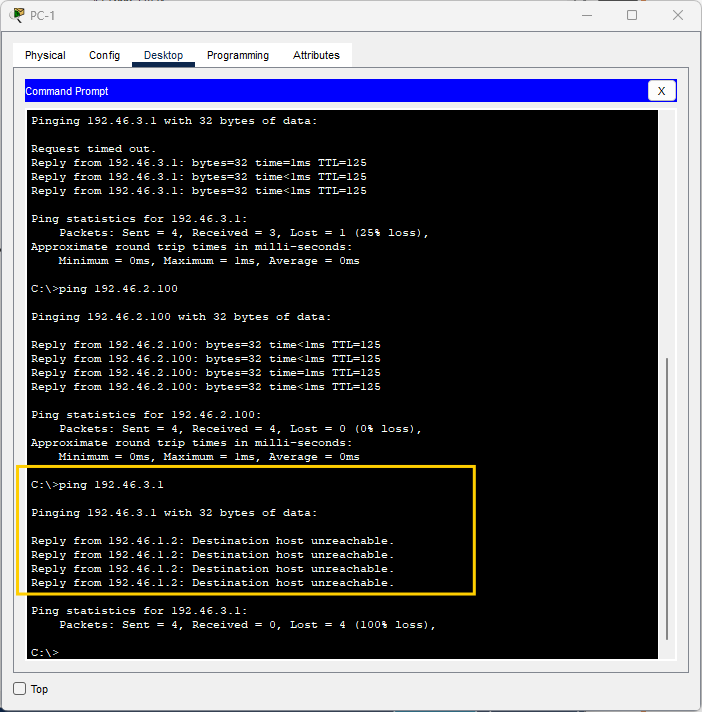 PC-1
Physical Config Desktop Programming Attributes
Command Prompt X
Pinging 192.46.3.1 with 32 bytes of data:
Request timed out.
Reply from 192.46.3.1: bytes=32 time=1ms TTL=125
Reply from 192.46.3.1: bytes=32 time<1ms TTL=125
Reply from 192.46.3.1: bytes=32 time<1ms TTL=125
Ping statistics for 192.46.3.1:
Packets: Sent = 4, Received = 3, Lost = 1 (25% loss),
Approximate round trip times in milli-seconds:
Minimum = 0ms, Maximum = 1ms, Average = 0ms
C:\>ping 192.46.2.100
Pinging 192.46.2.100 with 32 bytes of data:
Reply from 192.46.2.100: bytes=32 time<1ms TTL=125
Reply from 192.46.2.100: bytes=32 time<1ms TTL=125
Reply from 192.46.2.100: bytes=32 time=1ms TTL=125
Reply from 192.46.2.100: bytes=32 time<1ms TTL=125
Ping statistics for 192.46.2.100:
Packets: Sent = 4, Received = 4, Lost = 0 (0% loss),
Approximate round trip times in milli-seconds:
Minimum = 0ms, Maximum = 1ms, Average = 0ms
C:\>ping 192.46.3.1
Pinging 192.46.3.1 with 32 bytes of data:
Reply from 192.46.1.2: Destination host unreachable.
Reply from 192.46.1.2: Destination host unreachable.
Reply from 192.46.1.2: Destination host unreachable.
Reply from 192.46.1.2: Destination host unreachable.
Ping statistics for 192.46.3.1:
Packets: Sent = 4, Received = 0, Lost = 4 (100% loss),
C:\>
Top